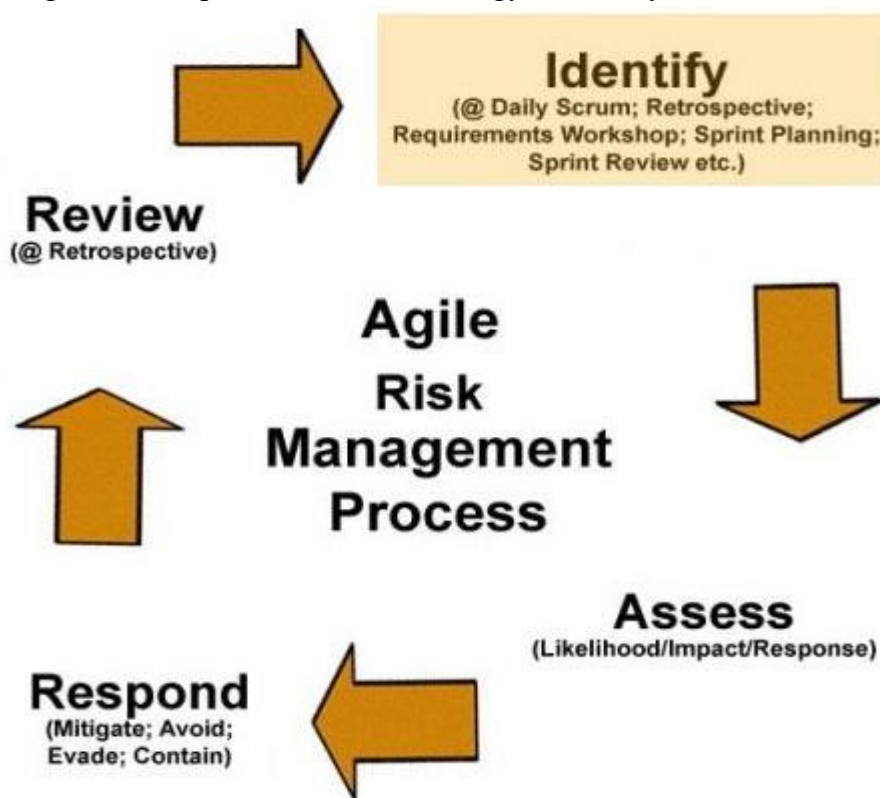 Identify
(@ Daily Scrum; Retrospective;
Requirements Workshop; Sprint Planning;
Sprint Review etc.)
Review
(@ Retrospective)
Agile
Risk
Management
Process
Assess
(Likelihood/Impact/Response)
Respond
(Mitigate; Avoid;
Evade; Contain)